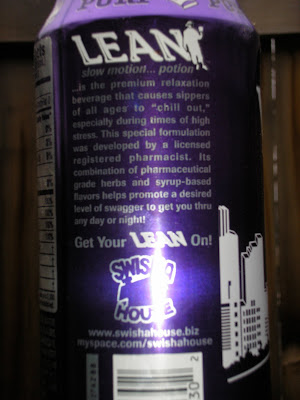 LEAN
slow motion... potion
...is the premium relaxation
beverage that causes sippers
of all ages to "chill out,"
especially during times of high
stress. This special formulation
was developed by a licensed
registered pharmacist. Its
combination of pharmaceutical
grade herbs and syrup-based
flavors helps promote a desired
level of swagger to get you thru
any day or night!
Get Your LEAN On!
SWISHA
HOUSE
www.swishahouse.biz
myspace.com/swishahouse